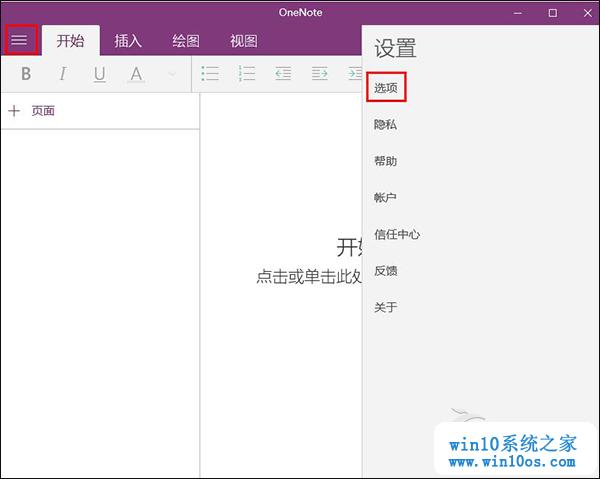 OneNote
开始 插入 绘图 视图
B I U A
页面
开始
点击或单击此处
设置
选项
隐私
帮助
帐户
信任中心
反馈
关于
win10系统之家
www.win10os.com